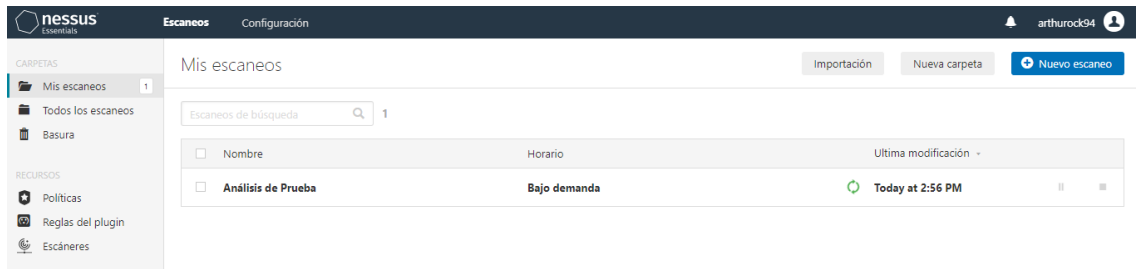 nessus Essentials
Escaneos
Configuración
arthurock94
CARPETAS
Mis escaneos 1
Todos los escaneos
Basura
RECURSOS
Políticas
Reglas del plugin
Escáneres
Mis escaneos
Importación
Nueva carpeta
Nuevo escaneo
Escaneos de búsqueda 1
Nombre Horario Ultima modificación
Análisis de Prueba Bajo demanda Today at 2:56 PM